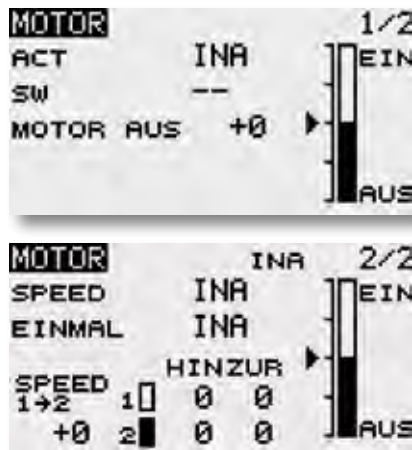 MOTOR 1/2
ACT INA EIN
SW --
MOTOR AUS +0
AUS
MOTOR INA 2/2
SPEED INA EIN
EINMAL INA
HINZUR
SPEED
1→2 1 0 0
+0 2 0 0 AUS